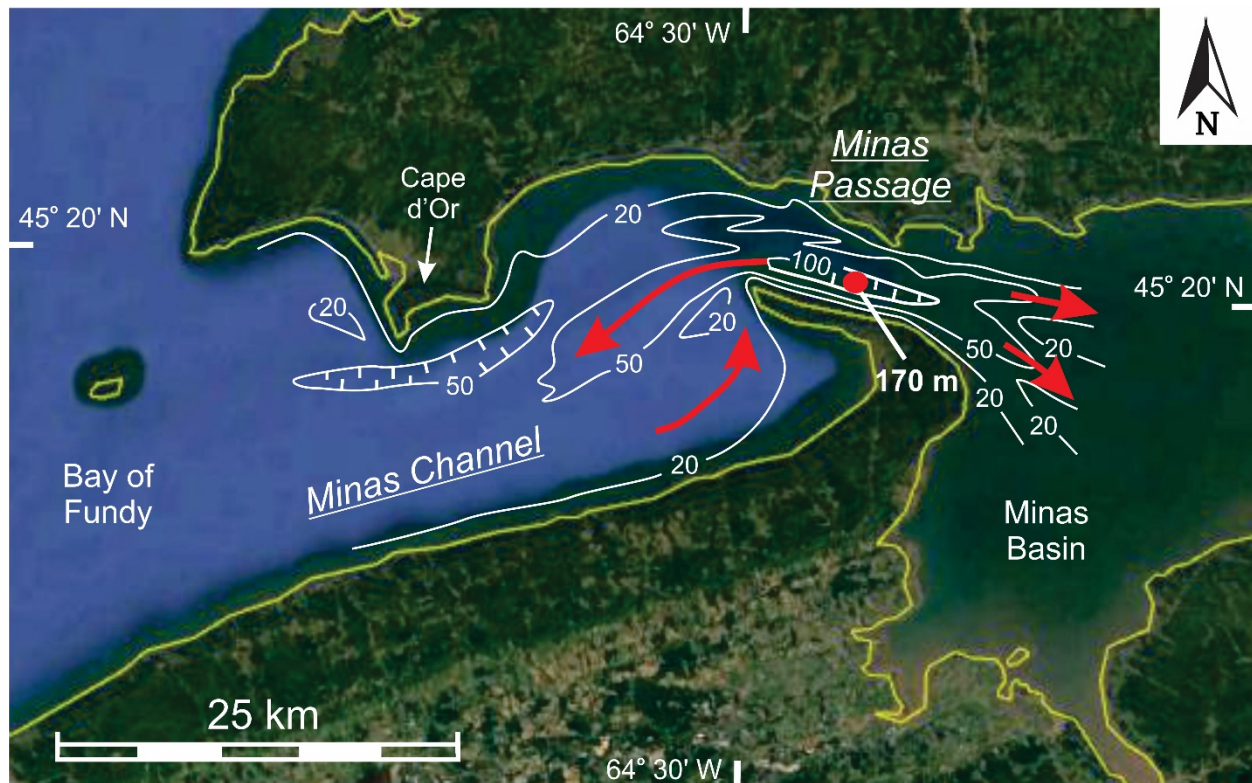 64° 30' W
N
Minas
Passage
Cape
d'Or
45° 20' N
20
100
20
45° 20' N
20
50
50
50
20
170 m
20
20
Minas Channel
20
Bay of
Fundy
Minas
Basin
25 km
64° 30' W